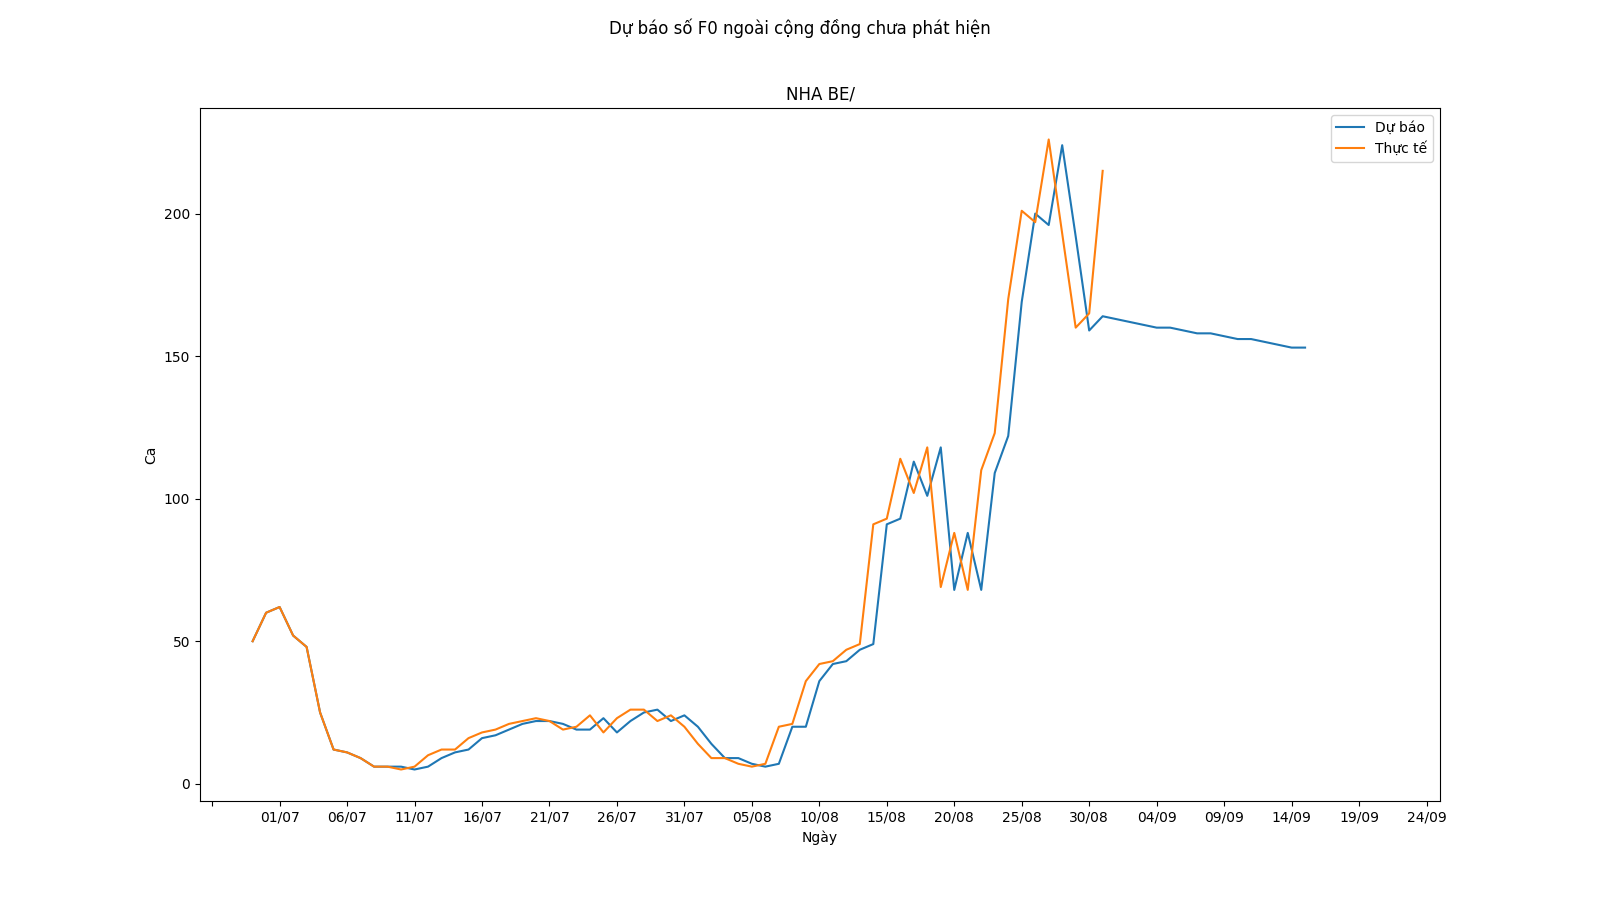 Dự báo số F0 ngoài cộng đồng chưa phát hiện
NHA BE/
Dự báo
Thực tế
200
150
100
50
0
Ca
01/07 06/07 11/07 16/07 21/07 26/07 31/07 05/08 10/08 15/08 20/08 25/08 30/08 04/09 09/09 14/09 19/09 24/09
Ngày